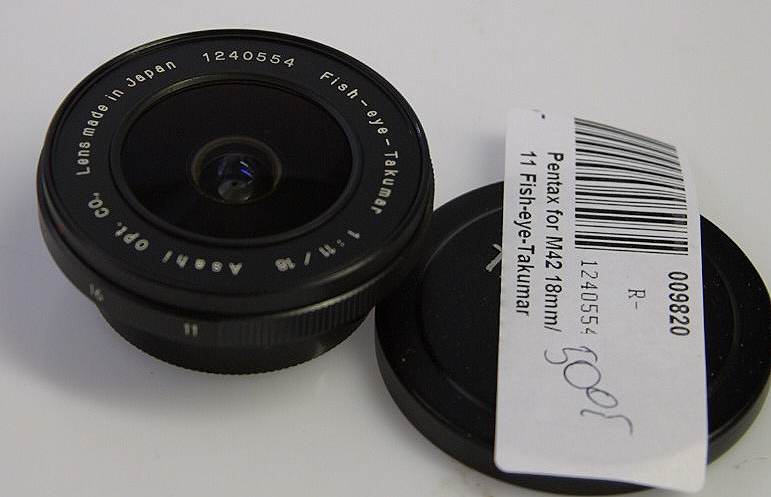 Lens made in Japan 1240554 Fish-eye-Takumar 1:11/18 Asahi Opt. Co.,
16 11
009820
R-
1240554
Pentax for M42 18mm/
11 Fish-eye-Takumar